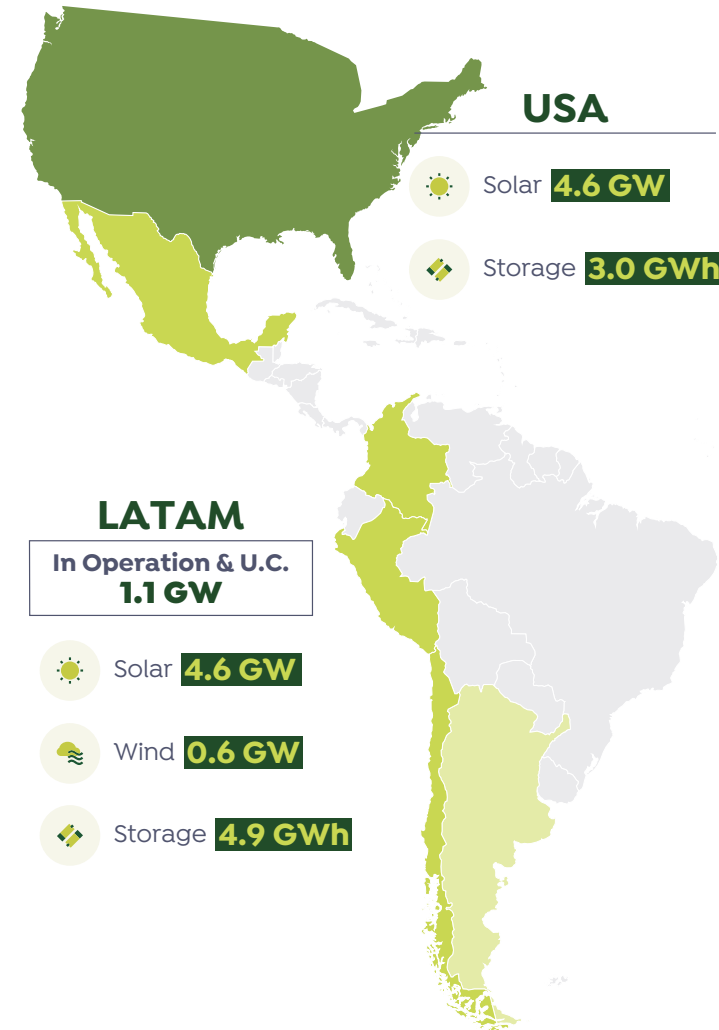 USA
Solar 4.6 GW
Storage 3.0 GWh
LATAM
In Operation & U.C.
1.1 GW
Solar 4.6 GW
Wind 0.6 GW
Storage 4.9 GWh